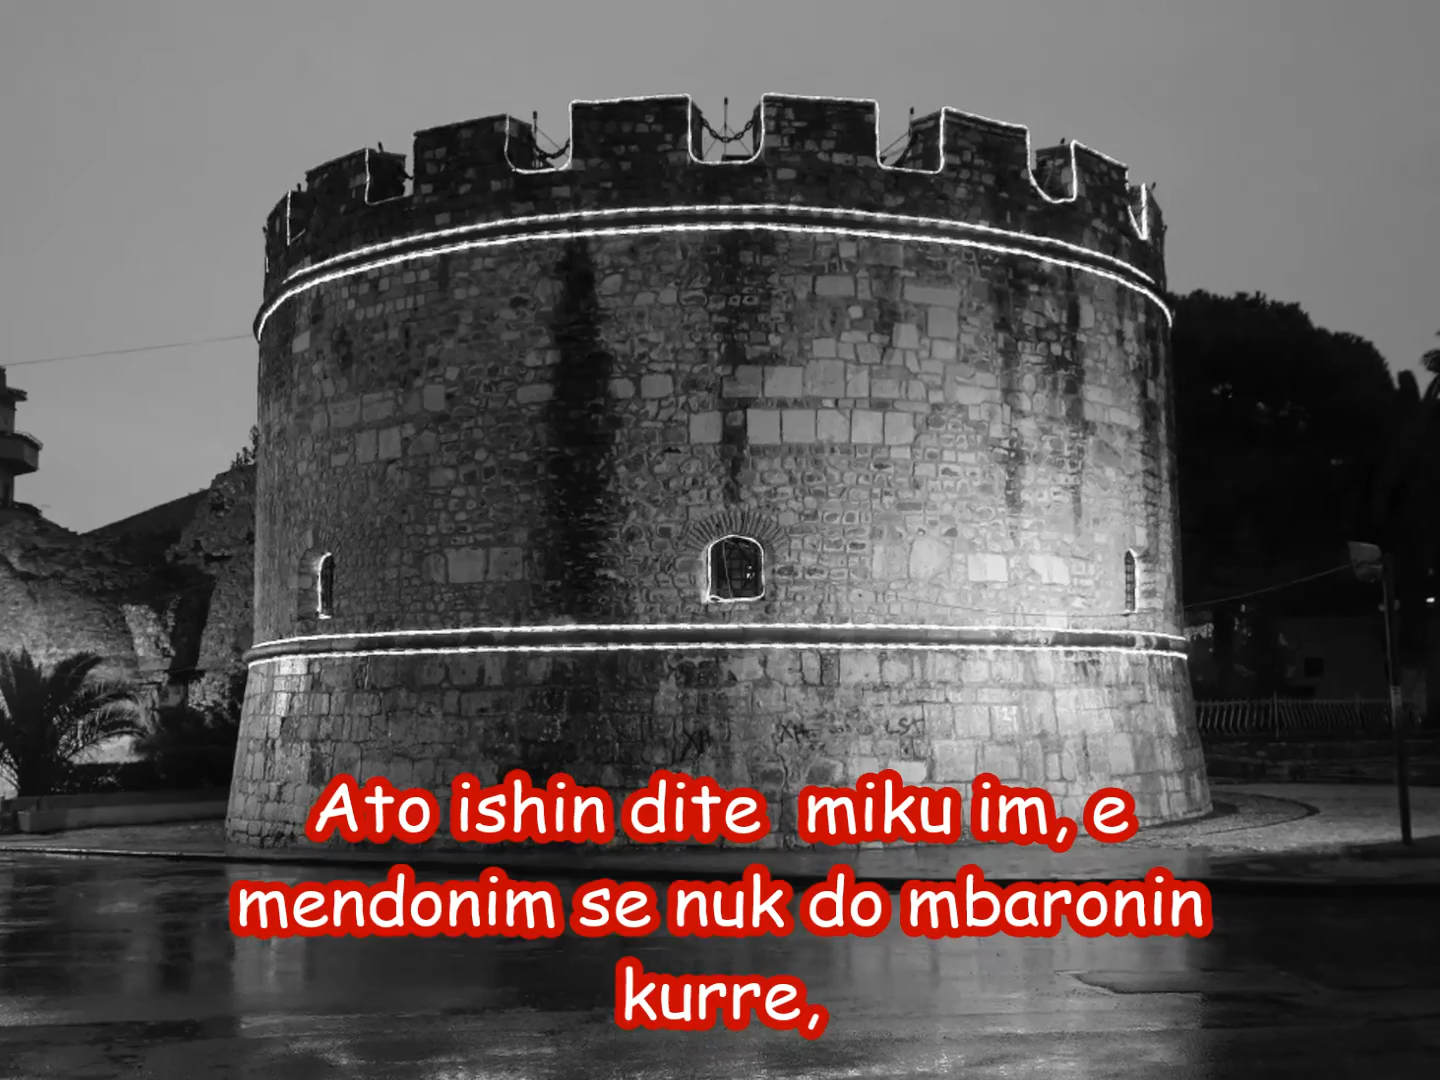 Ato ishin dite  miku im, e
mendonim se nuk do mbaronin
kurre,